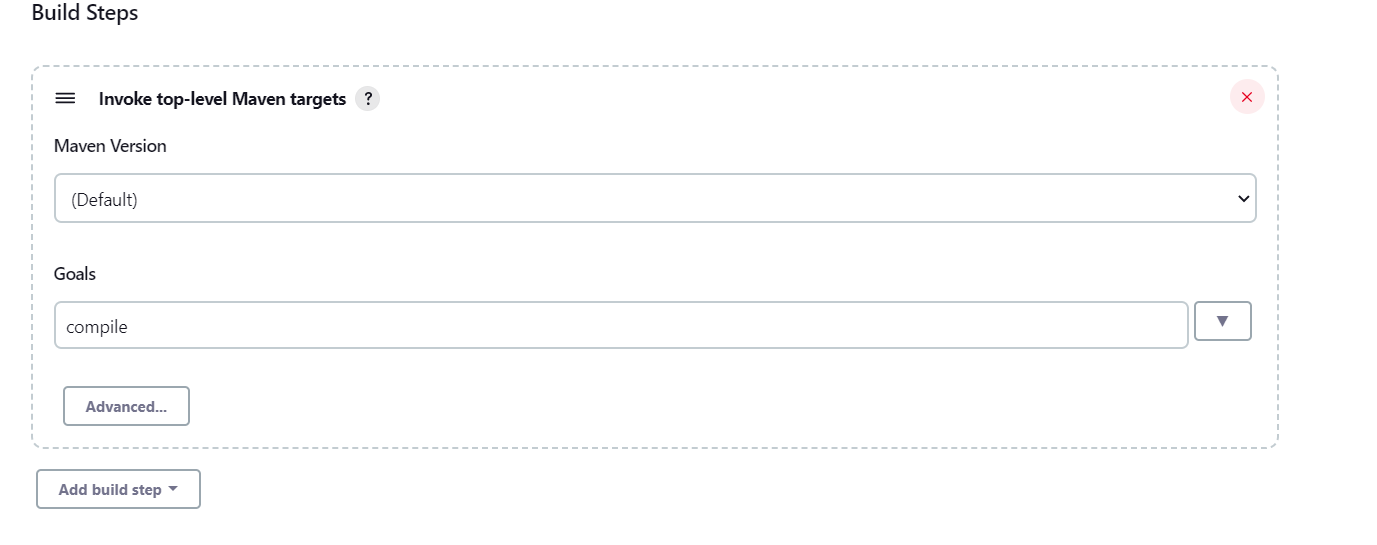 Build Steps
Invoke top-level Maven targets ?
Maven Version
(Default)
Goals
compile
Advanced...
Add build step